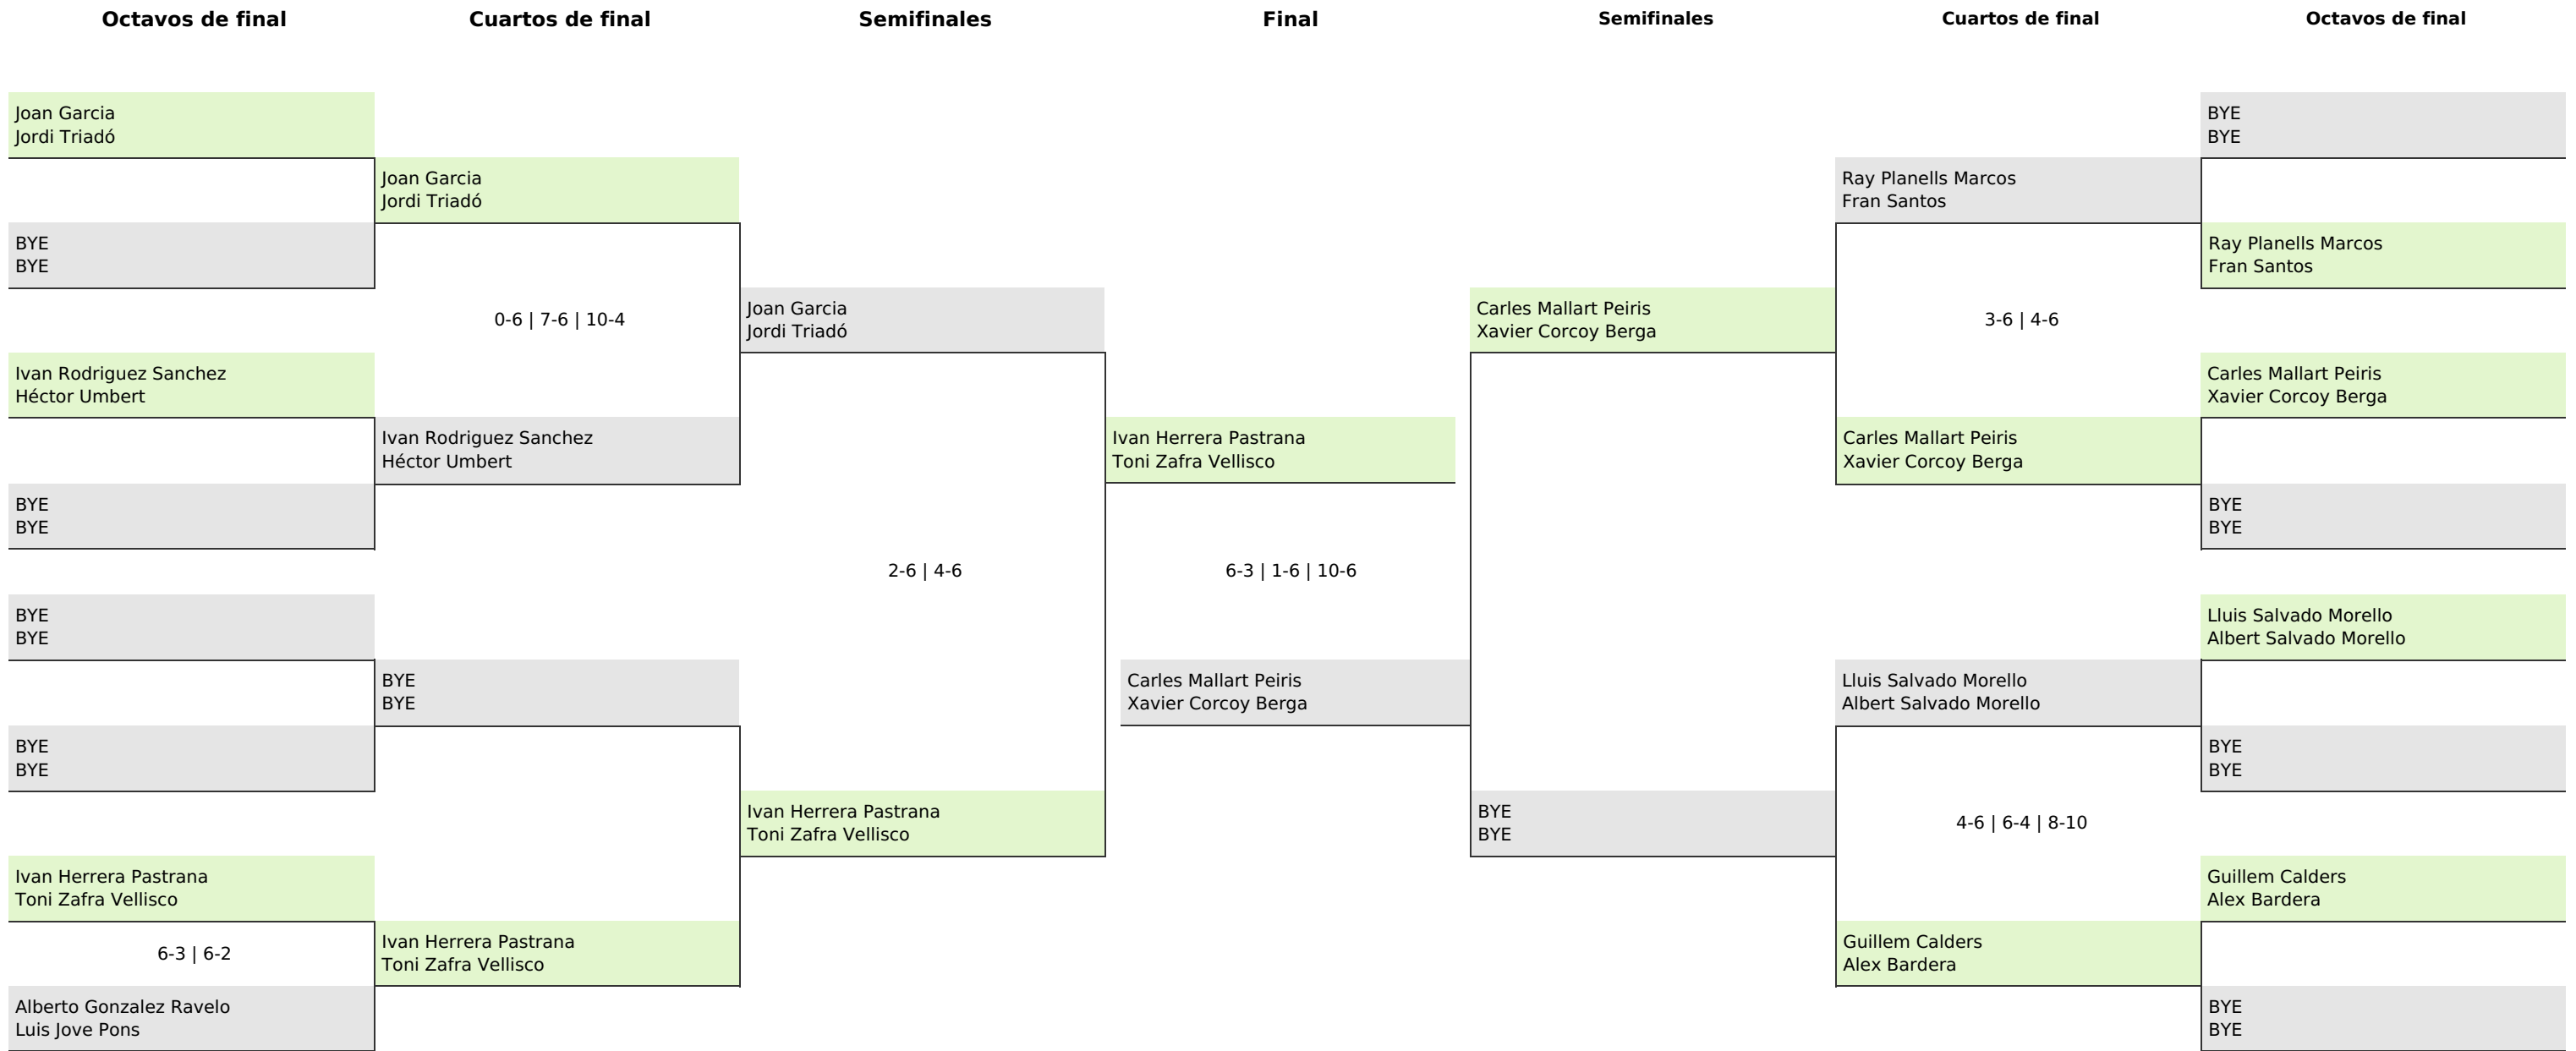 Octavos de final
Cuartos de final
Semifinales
Final
Semifinales
Cuartos de final
Octavos de final
Joan Garcia
Jordi Triadó
BYE
BYE
Ivan Rodriguez Sanchez
Héctor Umbert
BYE
BYE
BYE
BYE
BYE
BYE
Ivan Herrera Pastrana
Toni Zafra Vellisco
6-3 | 6-2
Alberto Gonzalez Ravelo
Luis Jove Pons
Joan Garcia
Jordi Triadó
0-6 | 7-6 | 10-4
Ivan Rodriguez Sanchez
Héctor Umbert
BYE
BYE
Ivan Herrera Pastrana
Toni Zafra Vellisco
Joan Garcia
Jordi Triadó
2-6 | 4-6
Ivan Herrera Pastrana
Toni Zafra Vellisco
Ivan Herrera Pastrana
Toni Zafra Vellisco
6-3 | 1-6 | 10-6
Carles Mallart Peiris
Xavier Corcoy Berga
Carles Mallart Peiris
Xavier Corcoy Berga
BYE
BYE
Ray Planells Marcos
Fran Santos
3-6 | 4-6
Carles Mallart Peiris
Xavier Corcoy Berga
Lluis Salvado Morello
Albert Salvado Morello
4-6 | 6-4 | 8-10
Guillem Calders
Alex Bardera
BYE
BYE
Ray Planells Marcos
Fran Santos
Carles Mallart Peiris
Xavier Corcoy Berga
BYE
BYE
Lluis Salvado Morello
Albert Salvado Morello
BYE
BYE
Guillem Calders
Alex Bardera
BYE
BYE